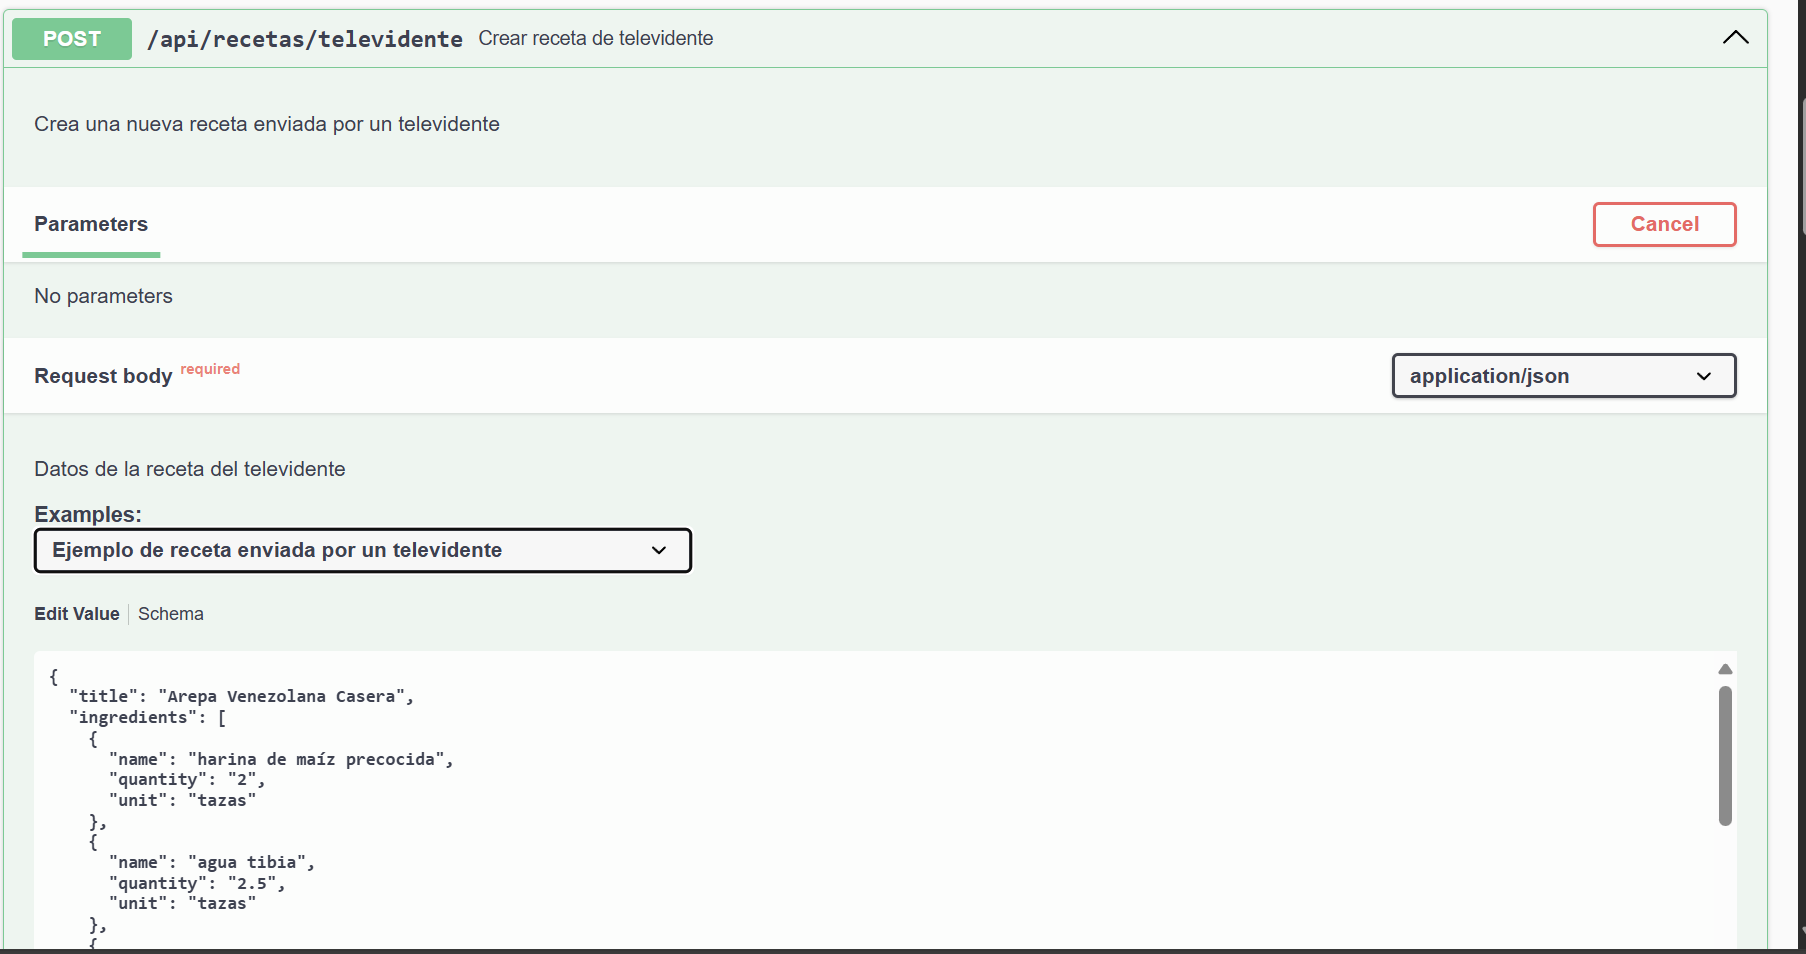 POST /api/recetas/televidente Crear receta de televidente
Crea una nueva receta enviada por un televidente
Parameters
Cancel
No parameters
Request body required
application/json
Datos de la receta del televidente
Examples:
Ejemplo de receta enviada por un televidente
Edit Value | Schema
{
  "title": "Arepa Venezolana Casera",
  "ingredients": [
    {
      "name": "harina de maíz precocida",
      "quantity": "2",
      "unit": "tazas"
    },
    {
      "name": "agua tibia",
      "quantity": "2.5",
      "unit": "tazas"
    },
    {